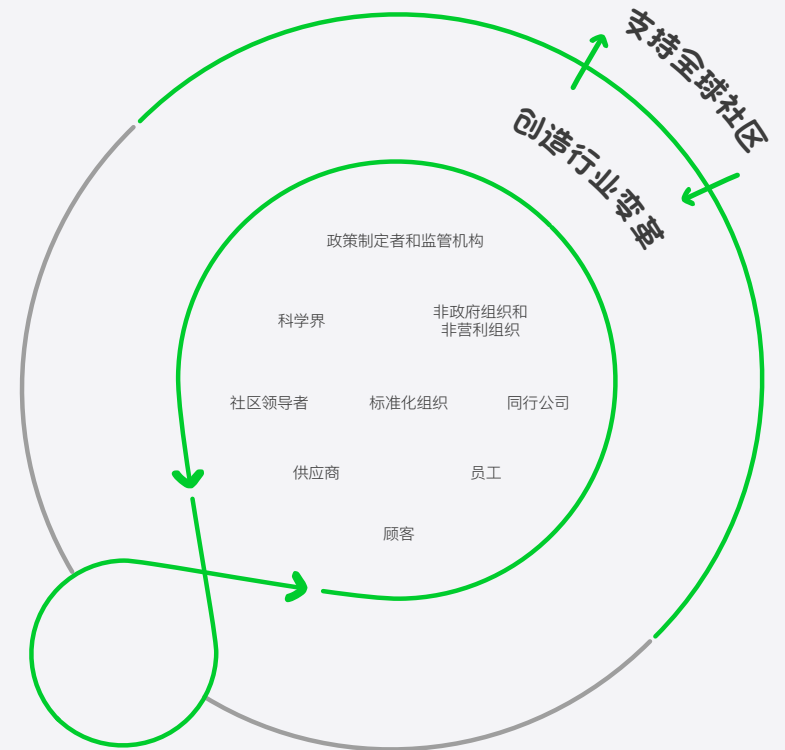 支持全球社区
创造行业变革
政策制定者和监管机构
科学界
非政府组织和
非营利组织
社区领导者
标准化组织
同行公司
供应商
员工
顾客